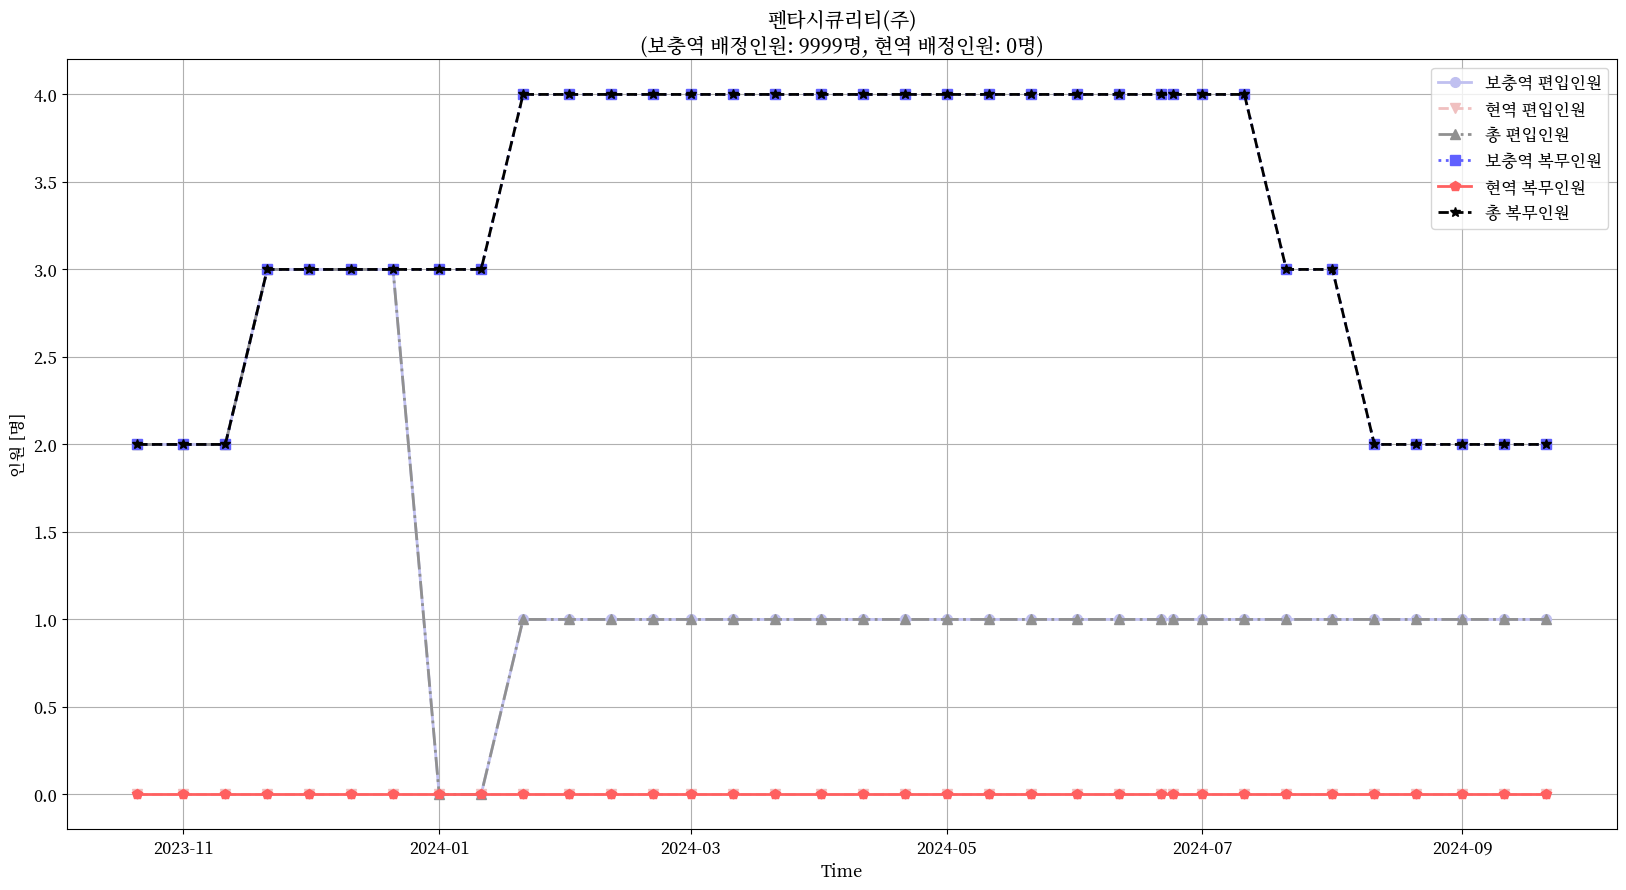 펜타시큐리티(주)
(보충역 배정인원: 9999명, 현역 배정인원: 0명)
보충역 편입인원
현역 편입인원
총 편입인원
보충역 복무인원
현역 복무인원
총 복무인원
인원 [명]
4.0
3.5
3.0
2.5
2.0
1.5
1.0
0.5
0.0
2023-11
2024-01
2024-03
2024-05
2024-07
2024-09
Time